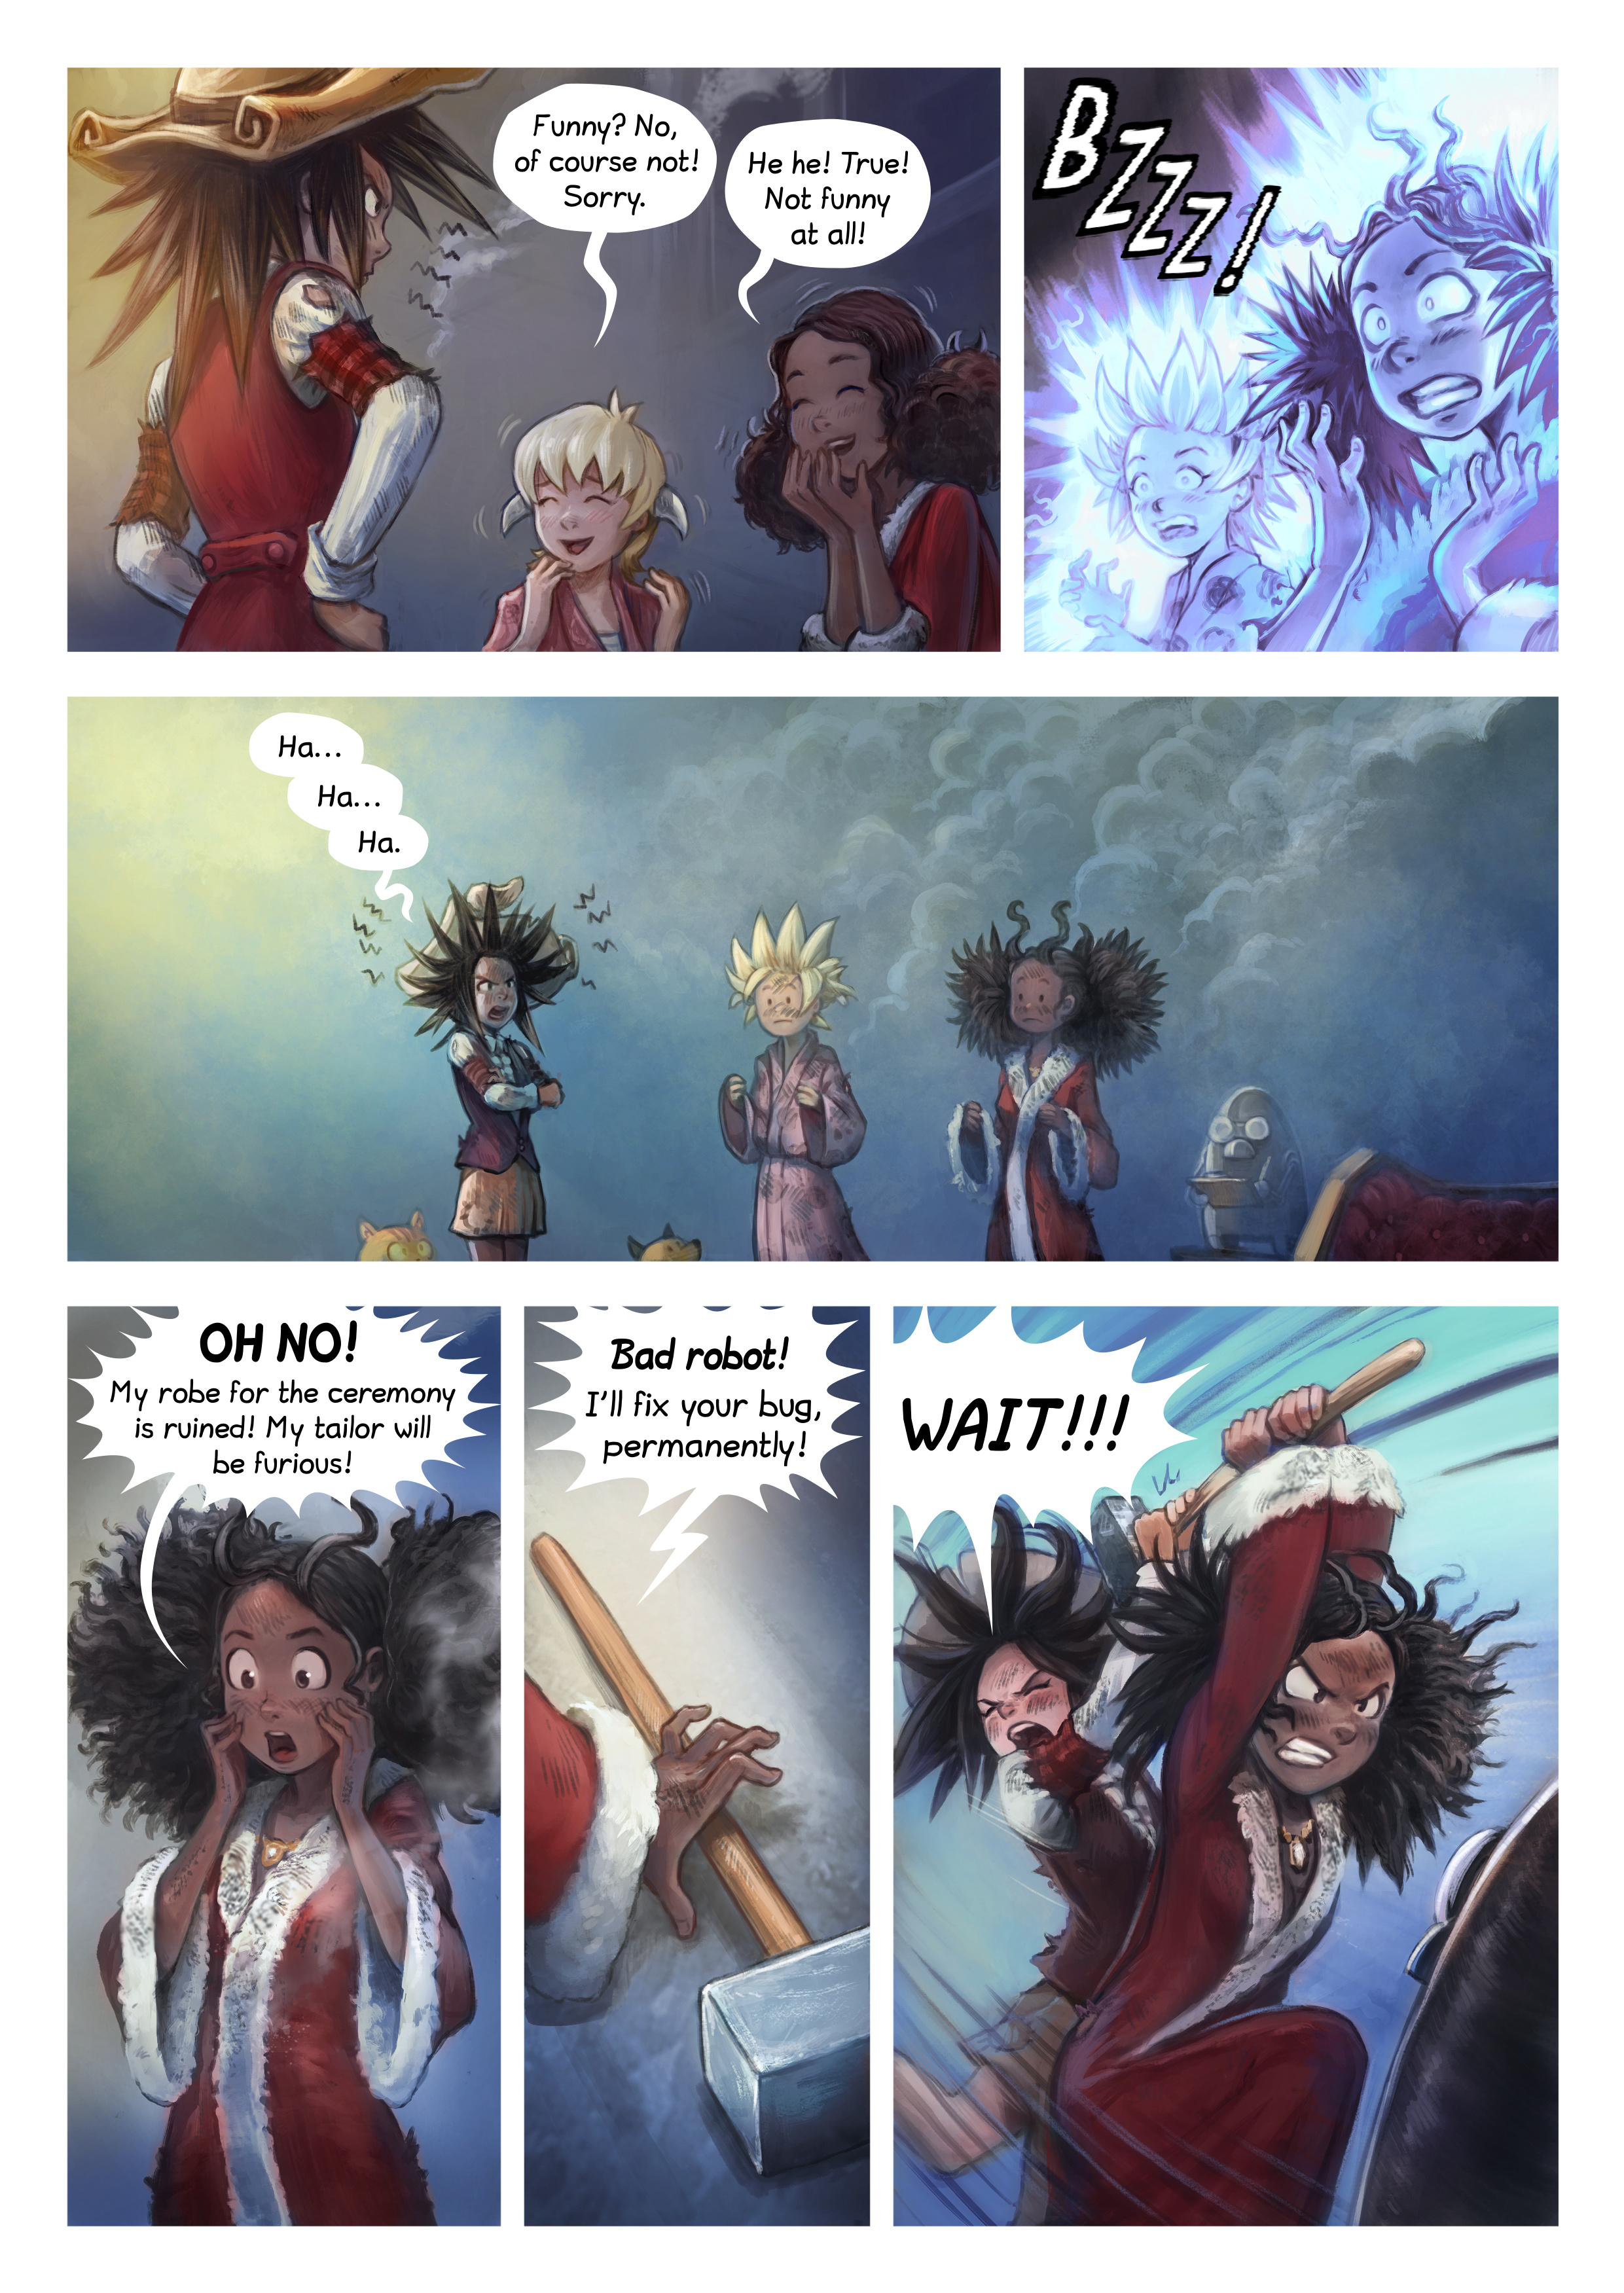 Funny? No,
of course not!
Sorry.
He he! True!
Not funny
at all!
BZzz!
Ha...
Ha...
Ha.
OH NO!
My robe for the ceremony
is ruined! My tailor will
be furious!
Bad robot!
I'll fix your bug,
permanently!
WAIT!!!